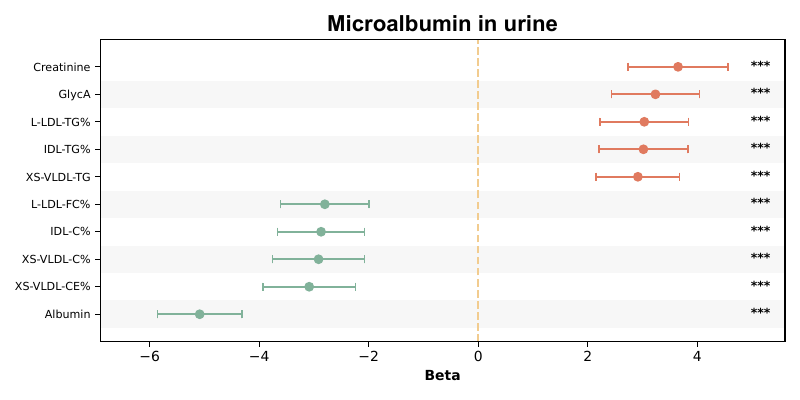 Microalbumin in urine
Creatinine ***
GlycA ***
L-LDL-TG% ***
IDL-TG% ***
XS-VLDL-TG ***
L-LDL-FC% ***
IDL-C% ***
XS-VLDL-C% ***
XS-VLDL-CE% ***
Albumin ***
−6 −4 −2 0 2 4
Beta